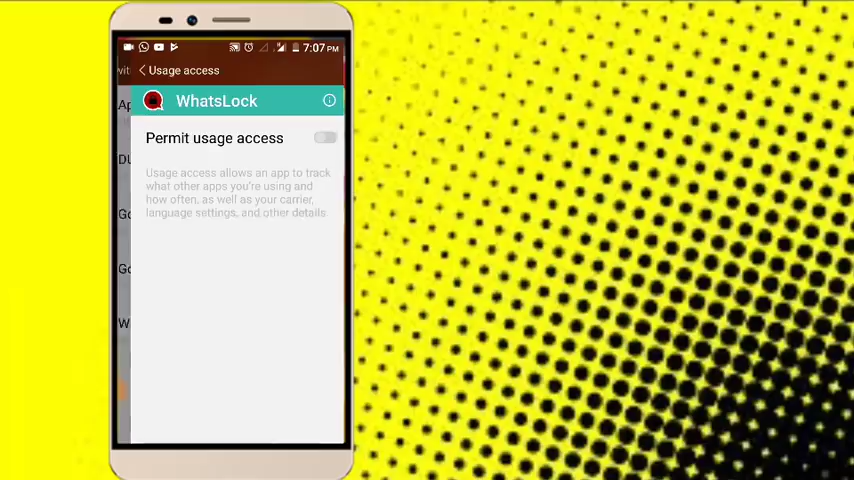 7:07 PM
Usage access
WhatsLock
Permit usage access
Usage access allows an app to track
what other apps you're using and
how often, as well as your carrier,
language settings, and other details.